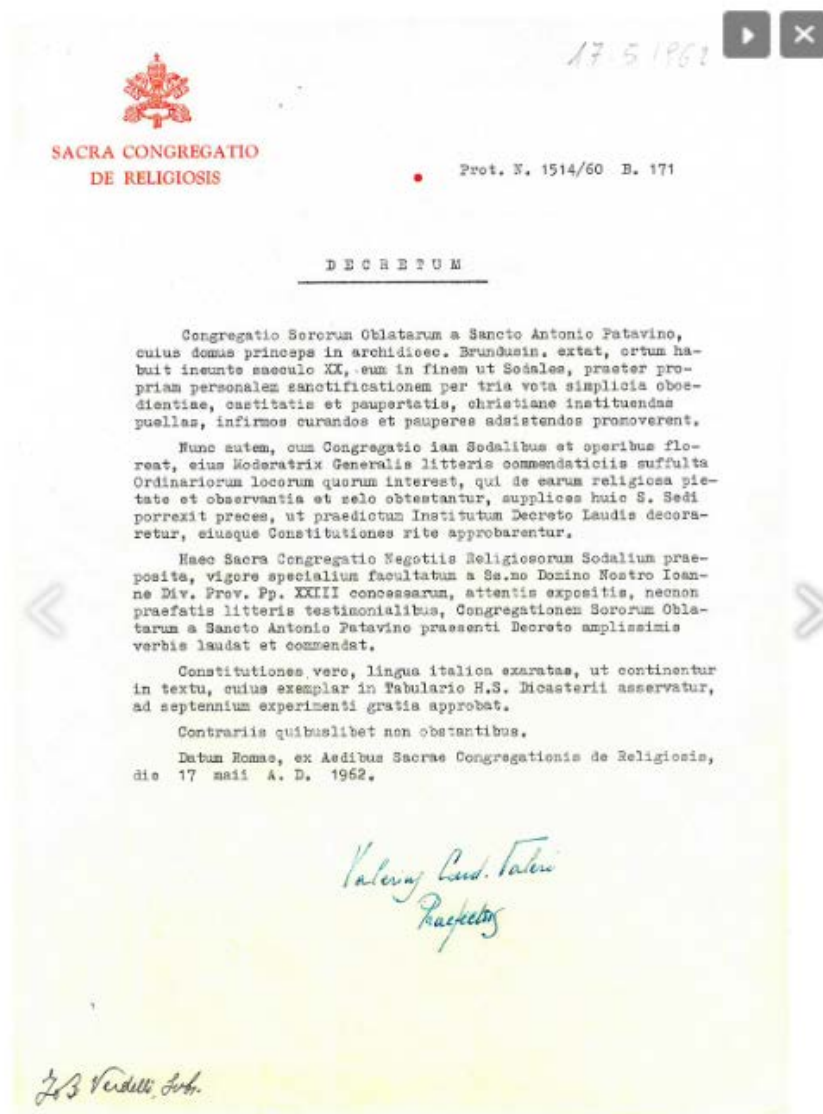 17.5.1962
SACRA CONGREGATIO
DE RELIGIOSIS
Prot. N. 1514/60 B. 171
DECRETUM
Congregatio Sororum Oblatarum a Sancto Antonio Patavino,
cuius domus princeps in archidioec. Brundusin. extat, ortum ha-
buit ineunte saeculo XX, eum in finem ut Sodales, praeter pro-
priam personalem sanctificationem per tria vota simplicia oboe-
dientiae, castitatis et paupertatis, christiane instituendas
puellas, infirmos curandos et pauperes adsistendos promoverent.
Nunc autem, cum Congregatio iam Sodalibus et operibus flo-
reat, eius Moderatrix Generalis litteris commendaticiis suffulta
Ordinariorum locorum quorum interest, qui de earum religiosa pie-
tate et observantia et zelo obtestantur, supplices huic S. Sedi
porrexit preces, ut praedictum Institutum Decreto Laudis decora-
retur, eiusque Constitutiones rite approbarentur.
Haec Sacra Congregatio Negotiis Religiosorum Sodalium prae-
posita, vigore specialium facultatum a Ss.mo Domino Nostro Ioan-
ne Div. Prov. Pp. XXIII concessarum, attentis expositis, necnon
praefatis litteris testimonialibus, Congregationem Sororum Obla-
tarum a Sancto Antonio Patavino praesenti Decreto amplissimis
verbis laudat et commendat.
Constitutiones vero, lingua italica exaratas, ut continentur
in textu, cuius exemplar in Tabulario H.S. Dicasterii asservatur,
ad septennium experimenti gratia approbat.
Contrariis quibuslibet non obstantibus.
Datum Romae, ex Aedibus Sacrae Congregationis de Religiosis,
die 17 maii A. D. 1962.
Valerius Card. Valeri
Praefectus
Verdelli, Subs.